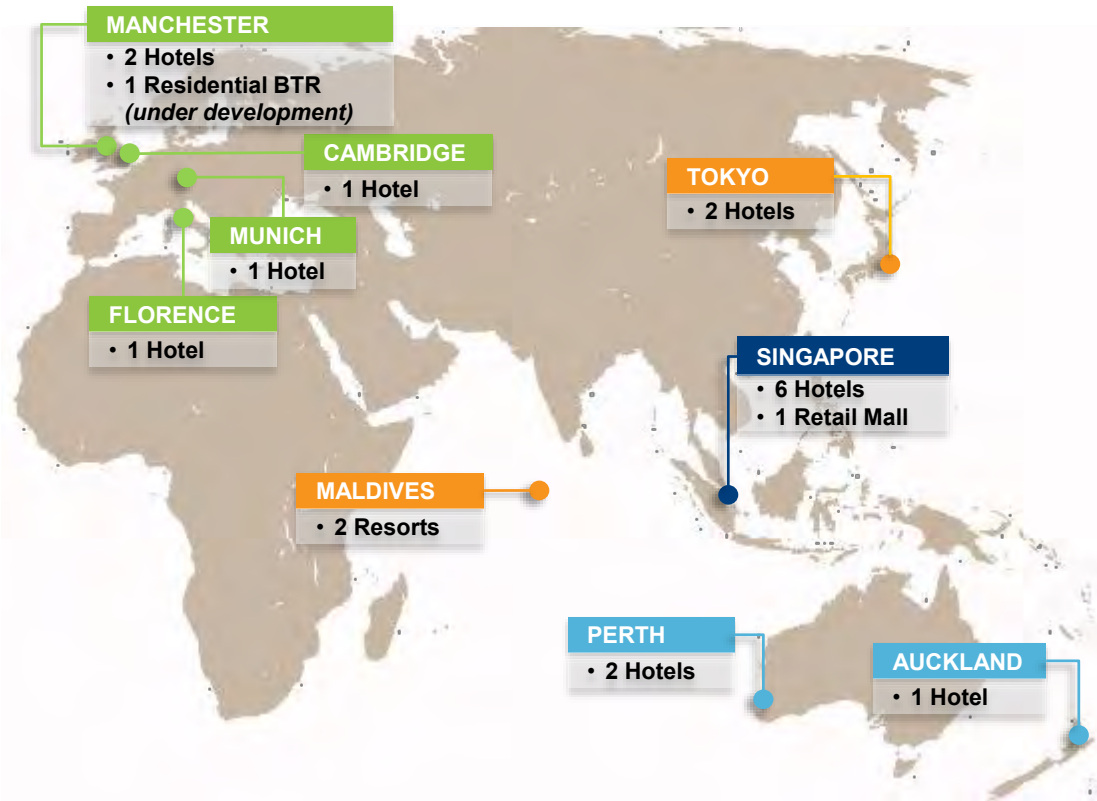 MANCHESTER
• 2 Hotels
• 1 Residential BTR
(under development)
CAMBRIDGE
• 1 Hotel
MUNICH
• 1 Hotel
FLORENCE
• 1 Hotel
TOKYO
• 2 Hotels
SINGAPORE
• 6 Hotels
• 1 Retail Mall
MALDIVES
• 2 Resorts
PERTH
• 2 Hotels
AUCKLAND
• 1 Hotel